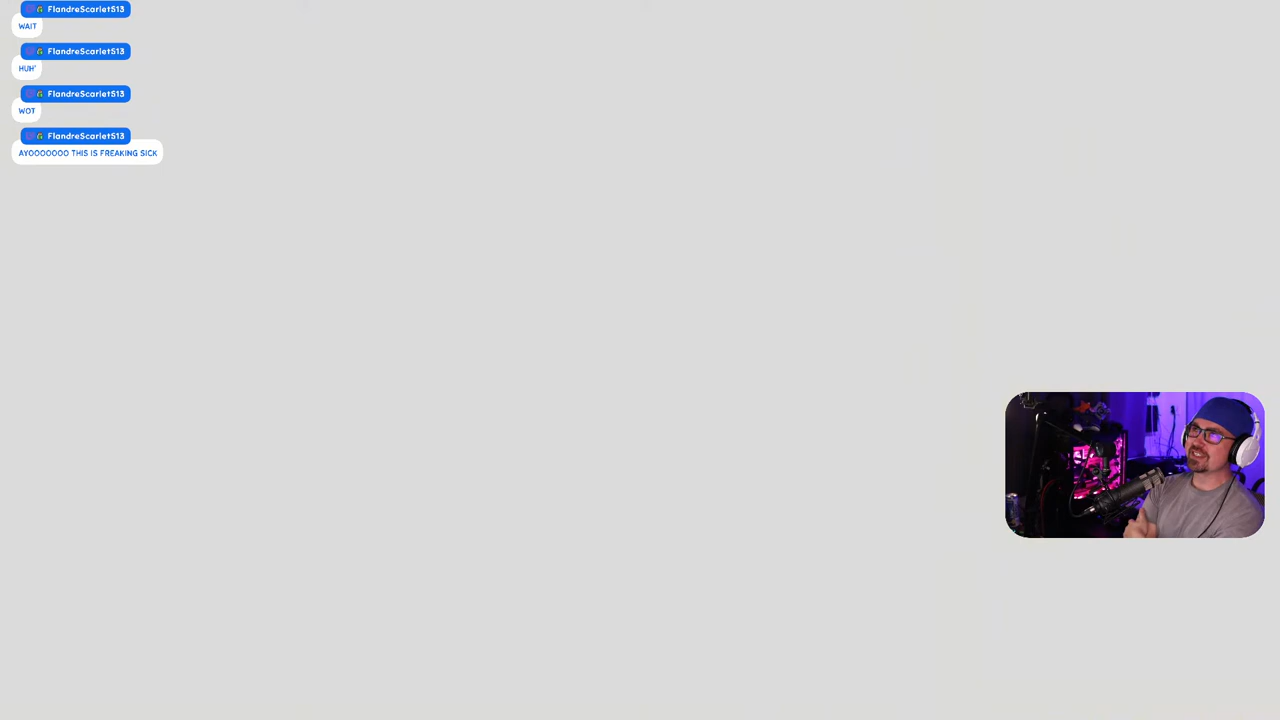 FlandreScarlet513
WAIT
FlandreScarlet513
HUH'
FlandreScarlet513
WOT
FlandreScarlet513
AYOOOOOOO THIS IS FREAKING SICK